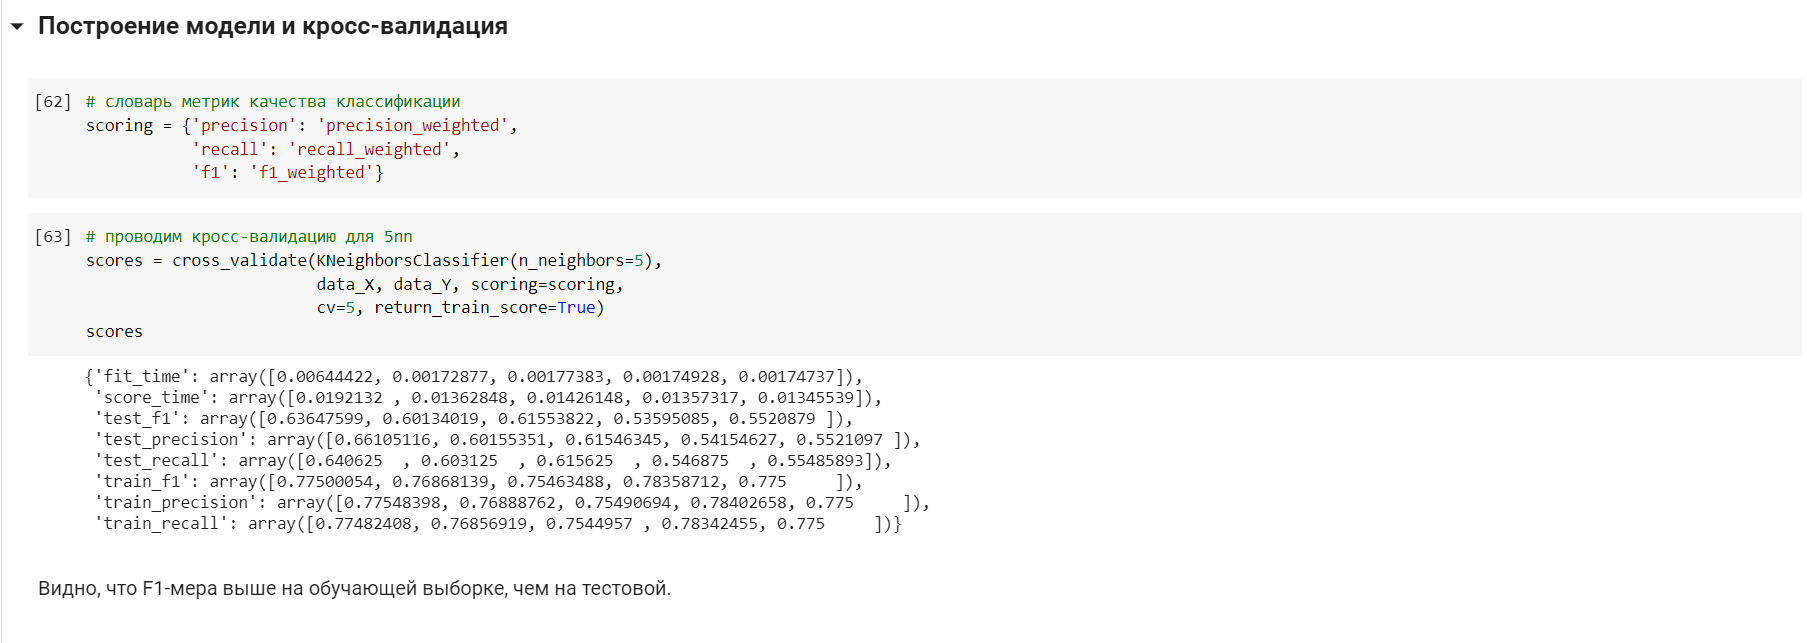 Построение модели и кросс-валидация
[62] # словарь метрик качества классификации
scoring = {'precision': 'precision_weighted',
'recall': 'recall_weighted',
'f1': 'f1_weighted'}
[63] # проводим кросс-валидацию для 5nn
scores = cross_validate(KNeighborsClassifier(n_neighbors=5),
data_X, data_Y, scoring=scoring,
cv=5, return_train_score=True)
scores
{'fit_time': array([0.00644422, 0.00172877, 0.00177383, 0.00174928, 0.00174737]),
'score_time': array([0.0192132 , 0.01362848, 0.01426148, 0.01357317, 0.01345539]),
'test_f1': array([0.63647599, 0.60134019, 0.61553822, 0.53595085, 0.5520879 ]),
'test_precision': array([0.66105116, 0.60155351, 0.61546345, 0.54154627, 0.5521097 ]),
'test_recall': array([0.640625  , 0.603125  , 0.615625  , 0.546875  , 0.55485893]),
'train_f1': array([0.77500054, 0.76868139, 0.75463488, 0.78358712, 0.775     ]),
'train_precision': array([0.77548398, 0.76888762, 0.75490694, 0.78402658, 0.775     ]),
'train_recall': array([0.77482408, 0.76856919, 0.7544957 , 0.78342455, 0.775     ])}
Видно, что F1-мера выше на обучающей выборке, чем на тестовой.